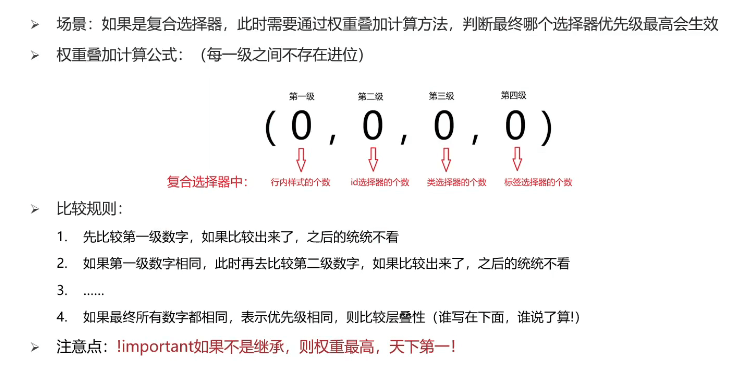 场景：如果是复合选择器，此时需要通过权重叠加计算方法，判断最终哪个选择器优先级最高会生效
权重叠加计算公式：（每一级之间不存在进位）
第一级 第二级 第三级 第四级
( 0 , 0 , 0 , 0 )
复合选择器中： 行内样式的个数 id选择器的个数 类选择器的个数 标签选择器的个数
比较规则：
1. 先比较第一级数字，如果比较出来了，之后的统统不看
2. 如果第一级数字相同，此时再去比较第二级数字，如果比较出来了，之后的统统不看
3. ……
4. 如果最终所有数字都相同，表示优先级相同，则比较层叠性（谁写在下面，谁说了算!）
注意点：!important如果不是继承，则权重最高，天下第一！